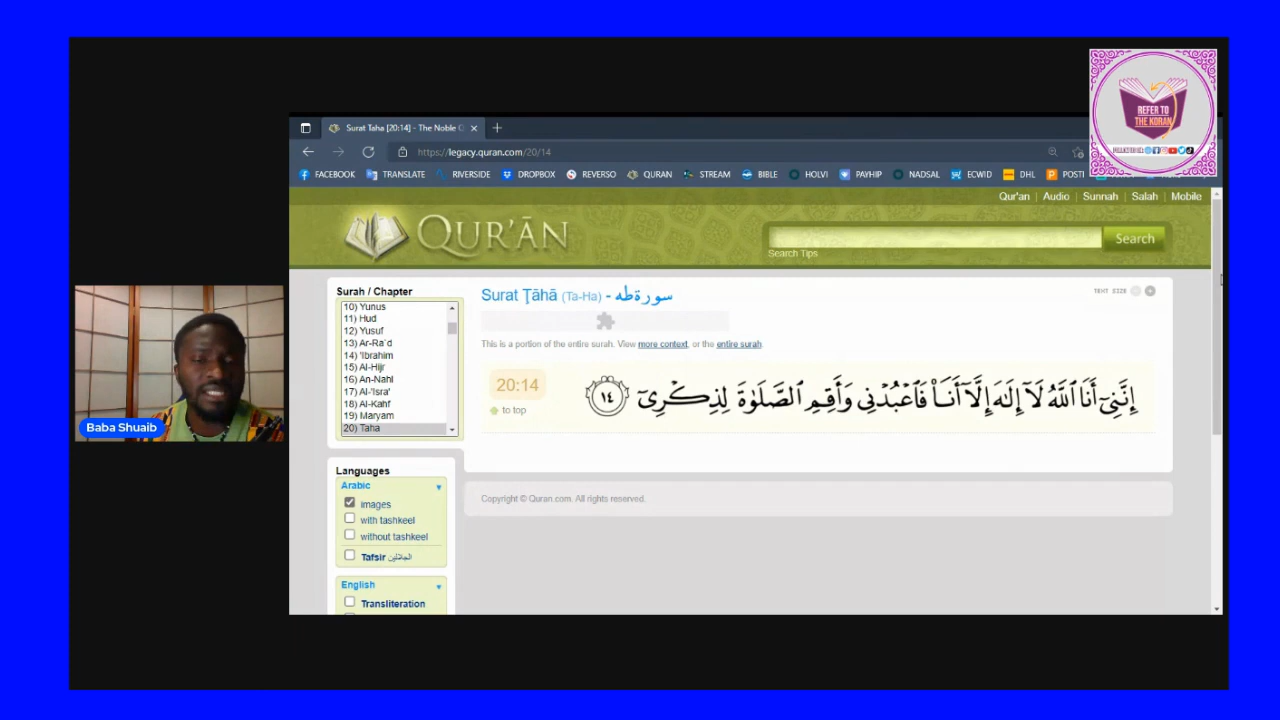 REFER TO
THE KORAN
Surat Taha [20:14] - The Noble Q
https://legacy.quran.com/20/14
FACEBOOK TRANSLATE RIVERSIDE DROPBOX REVERSO QURAN STREAM BIBLE HOLVI PAYHIP NADSAL ECWID DHL POSTI
Qur'an | Audio | Sunnah | Salah | Mobile
QUR'ĀN
Search
Search Tips
Surah / Chapter
10) Yunus
11) Hud
12) Yusuf
13) Ar-Ra`d
14) 'Ibrahim
15) Al-Hijr
16) An-Nahl
17) Al-'Isra'
18) Al-Kahf
19) Maryam
20) Taha
Surat Ţāhā (Ta-Ha) - سورة طه
TEXT SIZE
This is a portion of the entire surah. View more context, or the entire surah.
20:14
to top
إِنَّنِىٓ أَنَا ٱللَّهُ لَآ إِلَـٰهَ إِلَّآ أَنَا۠ فَٱعْبُدْنِى وَأَقِمِ ٱلصَّلَوٰةَ لِذِكْرِىٓ ١٤
Baba Shuaib
Languages
Arabic
images
with tashkeel
without tashkeel
Tafsir الجلالين
English
Transliteration
Copyright © Quran.com. All rights reserved.